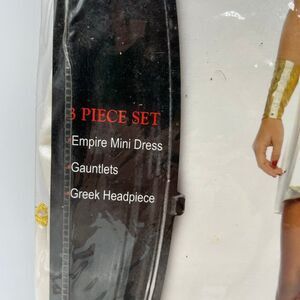 3 PIECE SET
Empire Mini Dress
Gauntlets
Greek Headpiece